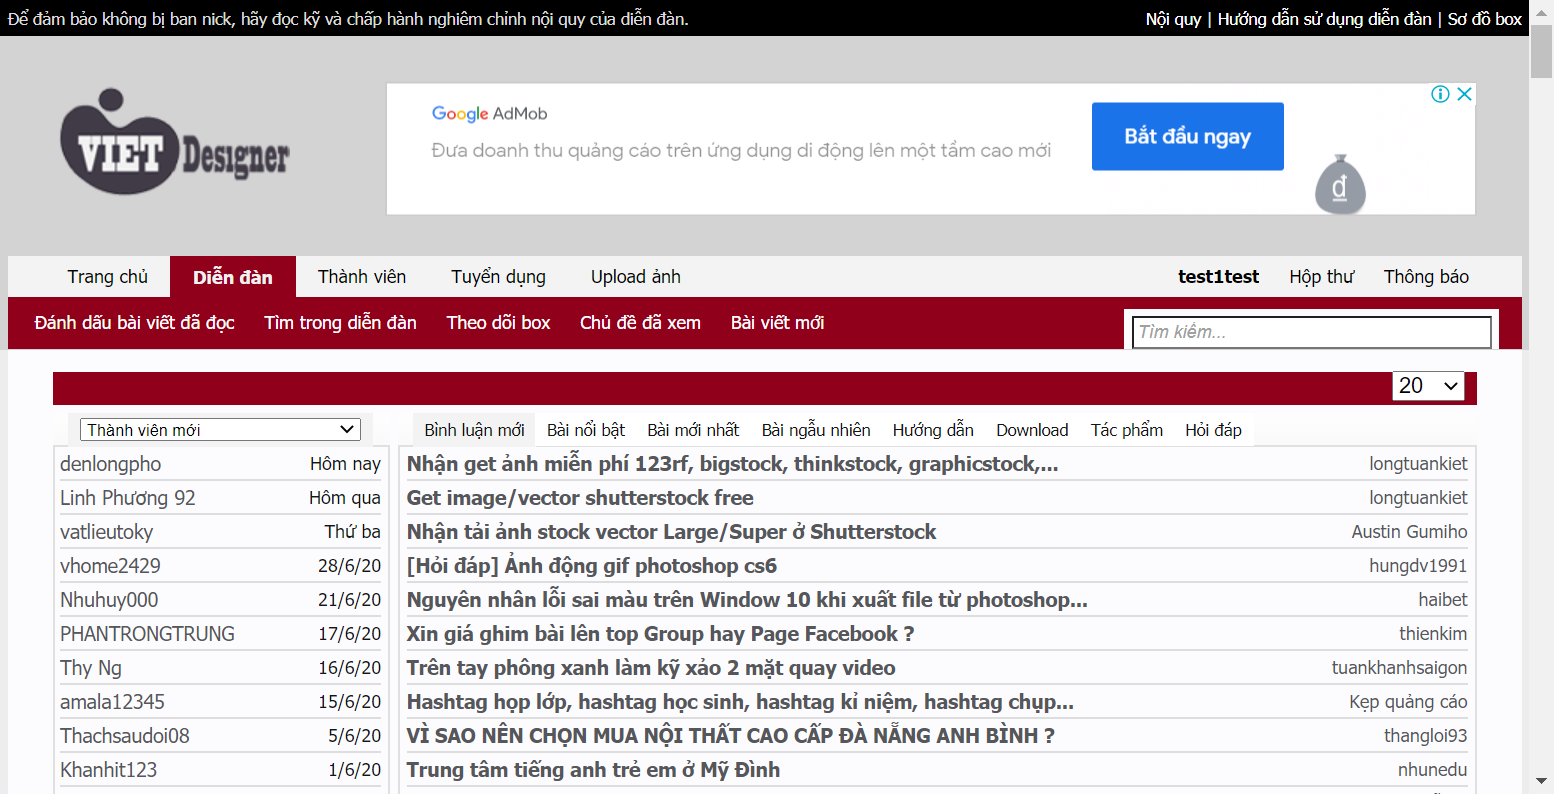 Để đảm bảo không bị ban nick, hãy đọc kỹ và chấp hành nghiêm chỉnh nội quy của diễn đàn.
Nội quy | Hướng dẫn sử dụng diễn đàn | Sơ đồ box
VIET Designer
Google AdMob
Đưa doanh thu quảng cáo trên ứng dụng di động lên một tầm cao mới
Bắt đầu ngay
đ
Trang chủ Diễn đàn Thành viên Tuyển dụng Upload ảnh test1test Hộp thư Thông báo
Đánh dấu bài viết đã đọc Tìm trong diễn đàn Theo dõi box Chủ đề đã xem Bài viết mới
Tìm kiếm...
20
Thành viên mới
denlongpho Hôm nay
Linh Phương 92 Hôm qua
vatlieutoky Thứ ba
vhome2429 28/6/20
Nhuhuy000 21/6/20
PHANTRONGTRUNG 17/6/20
Thy Ng 16/6/20
amala12345 15/6/20
Thachsaudoi08 5/6/20
Khanhit123 1/6/20
Bình luận mới Bài nổi bật Bài mới nhất Bài ngẫu nhiên Hướng dẫn Download Tác phẩm Hỏi đáp
Nhận get ảnh miễn phí 123rf, bigstock, thinkstock, graphicstock,... longtuankiet
Get image/vector shutterstock free longtuankiet
Nhận tải ảnh stock vector Large/Super ở Shutterstock Austin Gumiho
[Hỏi đáp] Ảnh động gif photoshop cs6 hungdv1991
Nguyên nhân lỗi sai màu trên Window 10 khi xuất file từ photoshop... haibet
Xin giá ghim bài lên top Group hay Page Facebook ? thienkim
Trên tay phông xanh làm kỹ xảo 2 mặt quay video tuankhanhsaigon
Hashtag họp lớp, hashtag học sinh, hashtag kỉ niệm, hashtag chụp... Kẹp quảng cáo
VÌ SAO NÊN CHỌN MUA NỘI THẤT CAO CẤP ĐÀ NẴNG ANH BÌNH ? thangloi93
Trung tâm tiếng anh trẻ em ở Mỹ Đình nhunedu